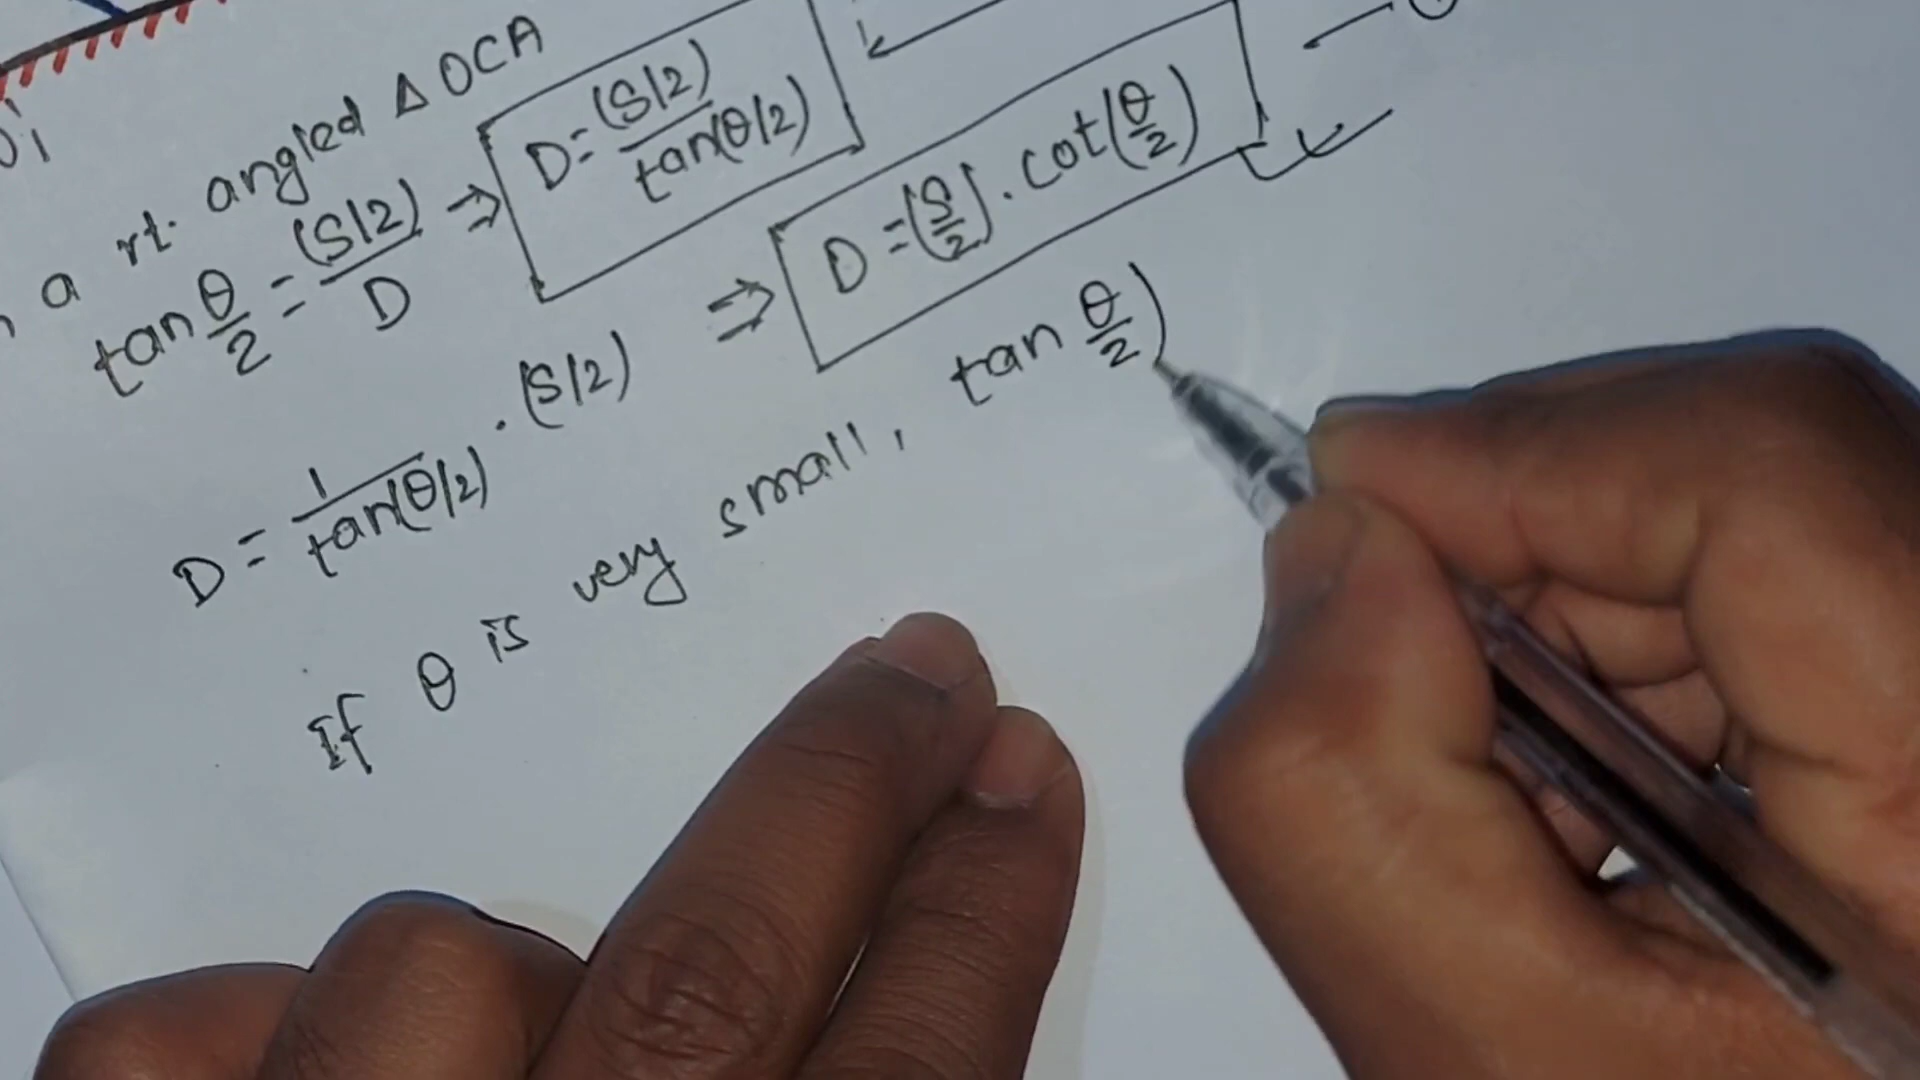 a rt. angled Δ OCA
tan θ/2 = (S/2)/D ⇒ D = (S/2)/tan(θ/2)
D = 1/tan(θ/2) · (S/2) ⇒ D = (S/2) · cot(θ/2)
If θ is very small, tan θ/2)